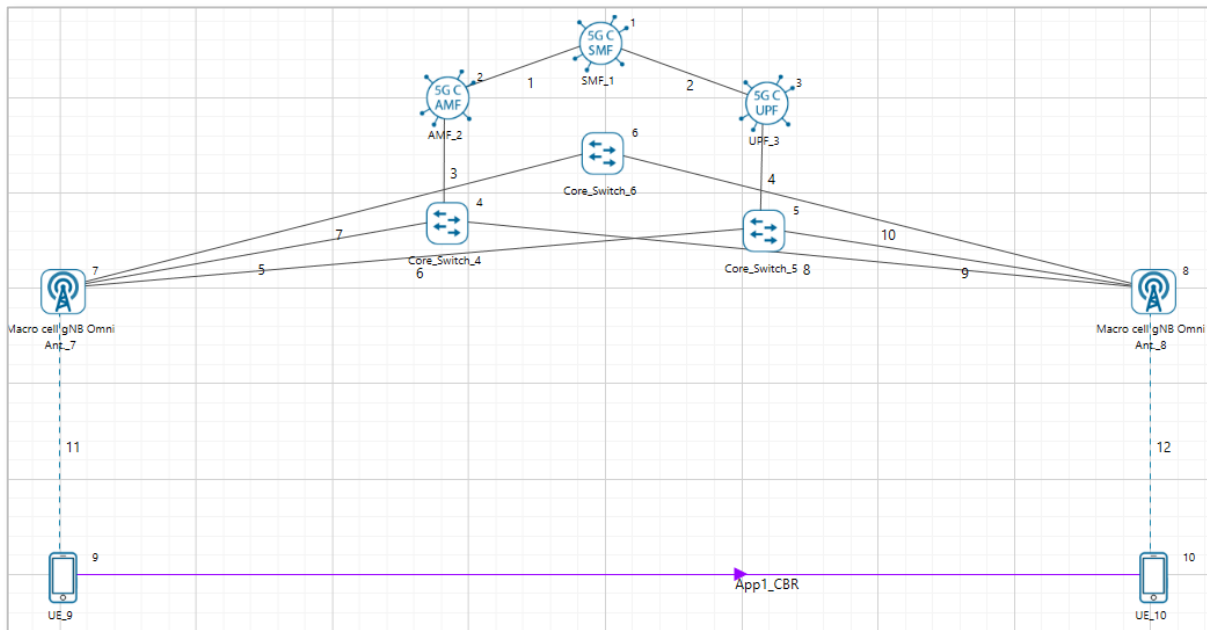 5G C
SMF
1
SMF_1
1
2
5G C
AMF
2
AMF_2
5G C
UPF
3
UPF_3
6
Core_Switch_6
3
4
4
Core_Switch_4
5
Core_Switch_5
7
10
5
6
8
9
7
Macro cell gNB Omni
Ant_7
8
Macro cell gNB Omni
Ant_8
11
12
9
UE_9
App1_CBR
10
UE_10